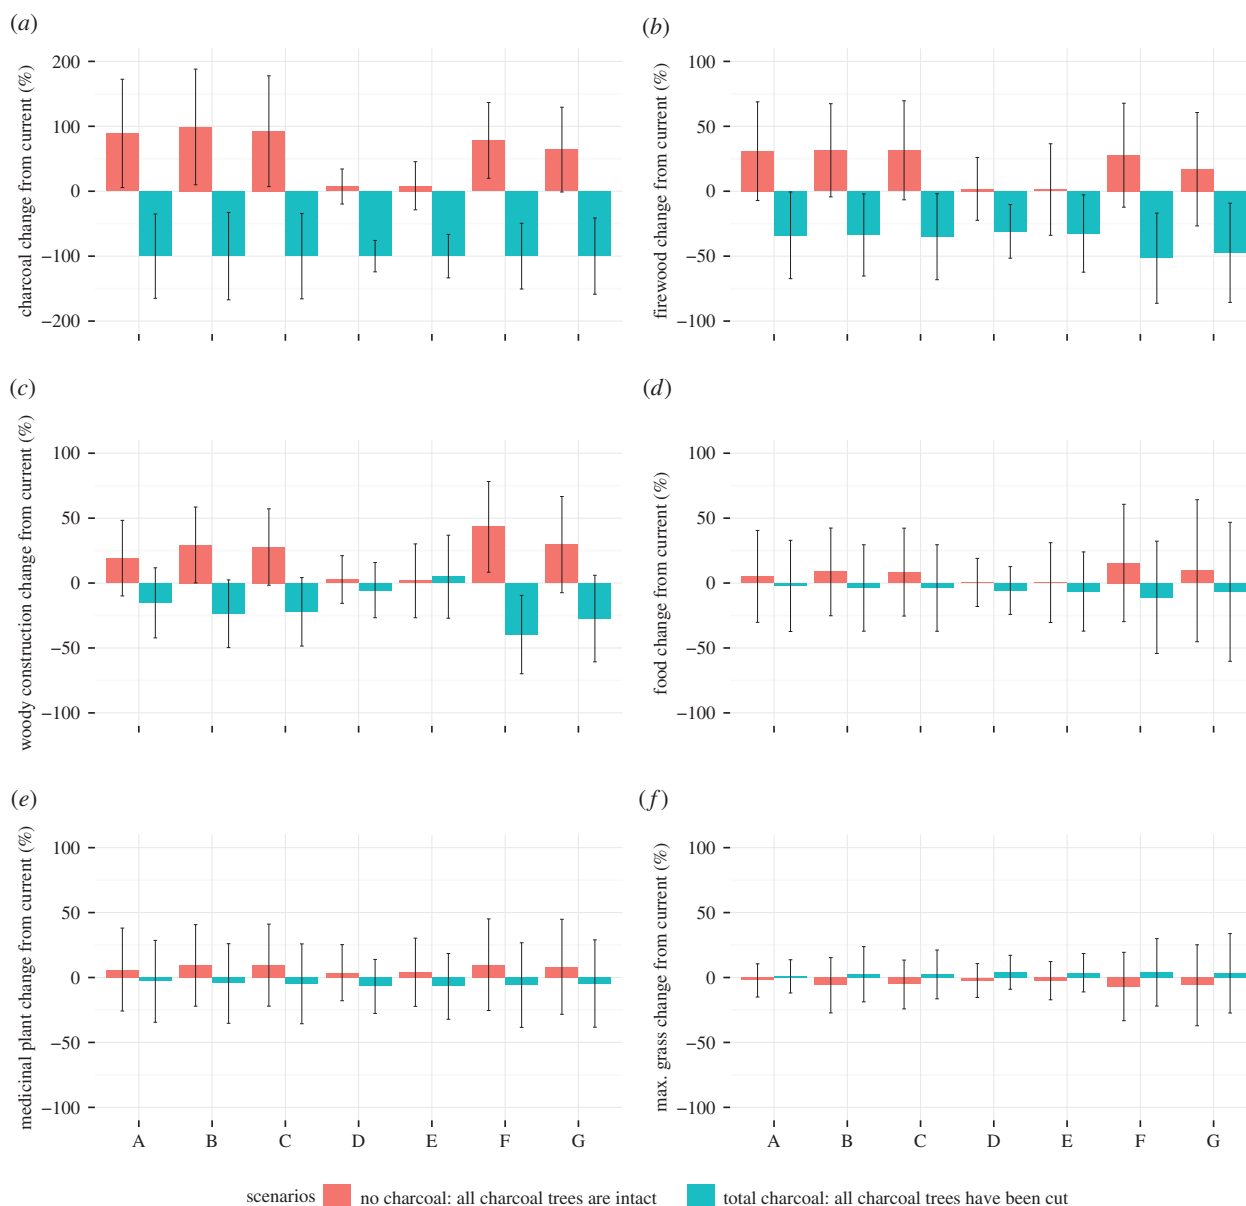 (a)
charcoal change from current (%)
200
100
0
−100
−200
(b)
firewood change from current (%)
100
50
0
−50
−100
(c)
woody construction change from current (%)
100
50
0
−50
−100
(d)
food change from current (%)
100
50
0
−50
−100
(e)
medicinal plant change from current (%)
100
50
0
−50
−100
A B C D E F G
(f)
max. grass change from current (%)
100
50
0
−50
−100
A B C D E F G
scenarios no charcoal: all charcoal trees are intact total charcoal: all charcoal trees have been cut